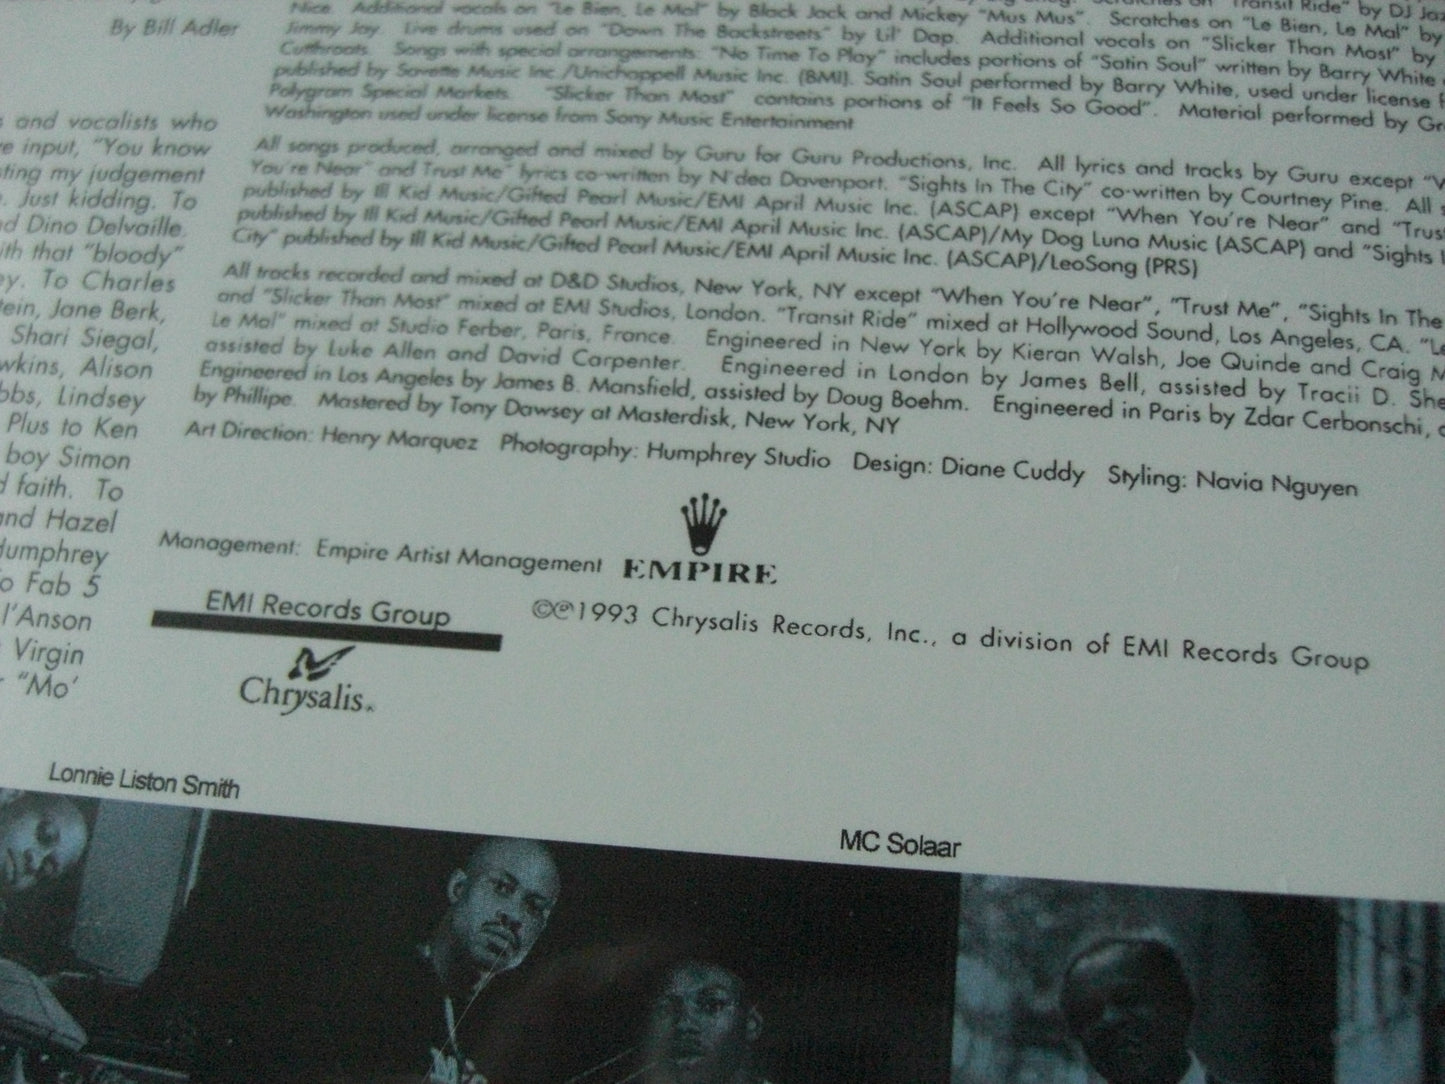 By Bill Adler
and vocalists who
input, "You know
ting my judgement
Just kidding. To
Dino Delvaille
ith that "bloody"
To Charles
tein, Jane Berk,
Shari Siegal,
wkins, Alison
bbs, Lindsey
Plus to Ken
boy Simon
faith. To
and Hazel
Humphrey
o Fab 5
l'Anson
Virgin
"Mo'
Nice. Additional vocals on "Le Bien, Le Mal" by Black Jack and Mickey "Mus Mus". Scratches on "Transit Ride" by DJ Jaz
Jimmy Jay. Live drums used on "Down The Backstreets" by Lil' Dap. Additional vocals on "Le Bien, Le Mal" by
Cutthroats. Songs with special arrangements: "No Time To Play" includes portions of "Satin Soul" written by Barry White
published by Savette Music Inc./Unichappell Music Inc. (BMI). Satin Soul performed by Barry White, used under license
Polygram Special Markets. "Slicker Than Most" contains portions of "It Feels So Good". Material performed by Gr
Washington used under license from Sony Music Entertainment
All songs produced, arranged and mixed by Guru for Guru Productions, Inc. All lyrics and tracks by Guru except "
You're Near" and Trust Me" lyrics co-written by N'dea Davenport. "Sights In The City" co-written by Courtney Pine. All
published by Ill Kid Music/Gifted Pearl Music/EMI April Music Inc. (ASCAP) except "When You're Near" and "Trus
published by Ill Kid Music/Gifted Pearl Music/EMI April Music Inc. (ASCAP)/My Dog Luna Music (ASCAP) and "Sights
City" published by Ill Kid Music/Gifted Pearl Music/EMI April Music Inc. (ASCAP)/LeoSong (PRS)
All tracks recorded and mixed at D&D Studios, New York, NY except "When You're Near", "Trust Me", "Sights In The
and "Slicker Than Most" mixed at EMI Studios, London. "Transit Ride" mixed at Hollywood Sound, Los Angeles, CA. "Le
Le Mal" mixed at Studio Ferber, Paris, France. Engineered in New York by Kieran Walsh, Joe Quinde and Craig M
assisted by Luke Allen and David Carpenter. Engineered in London by James Bell, assisted by Tracii D. She
Engineered in Los Angeles by James B. Mansfield, assisted by Doug Boehm. Engineered in Paris by Zdar Cerbonschi,
by Phillipe. Mastered by Tony Dawsey at Masterdisk, New York, NY
Art Direction: Henry Marquez Photography: Humphrey Studio Design: Diane Cuddy Styling: Navia Nguyen
Management: Empire Artist Management EMPIRE
EMI Records Group
Chrysalis®
©℗1993 Chrysalis Records, Inc., a division of EMI Records Group
Lonnie Liston Smith
MC Solaar